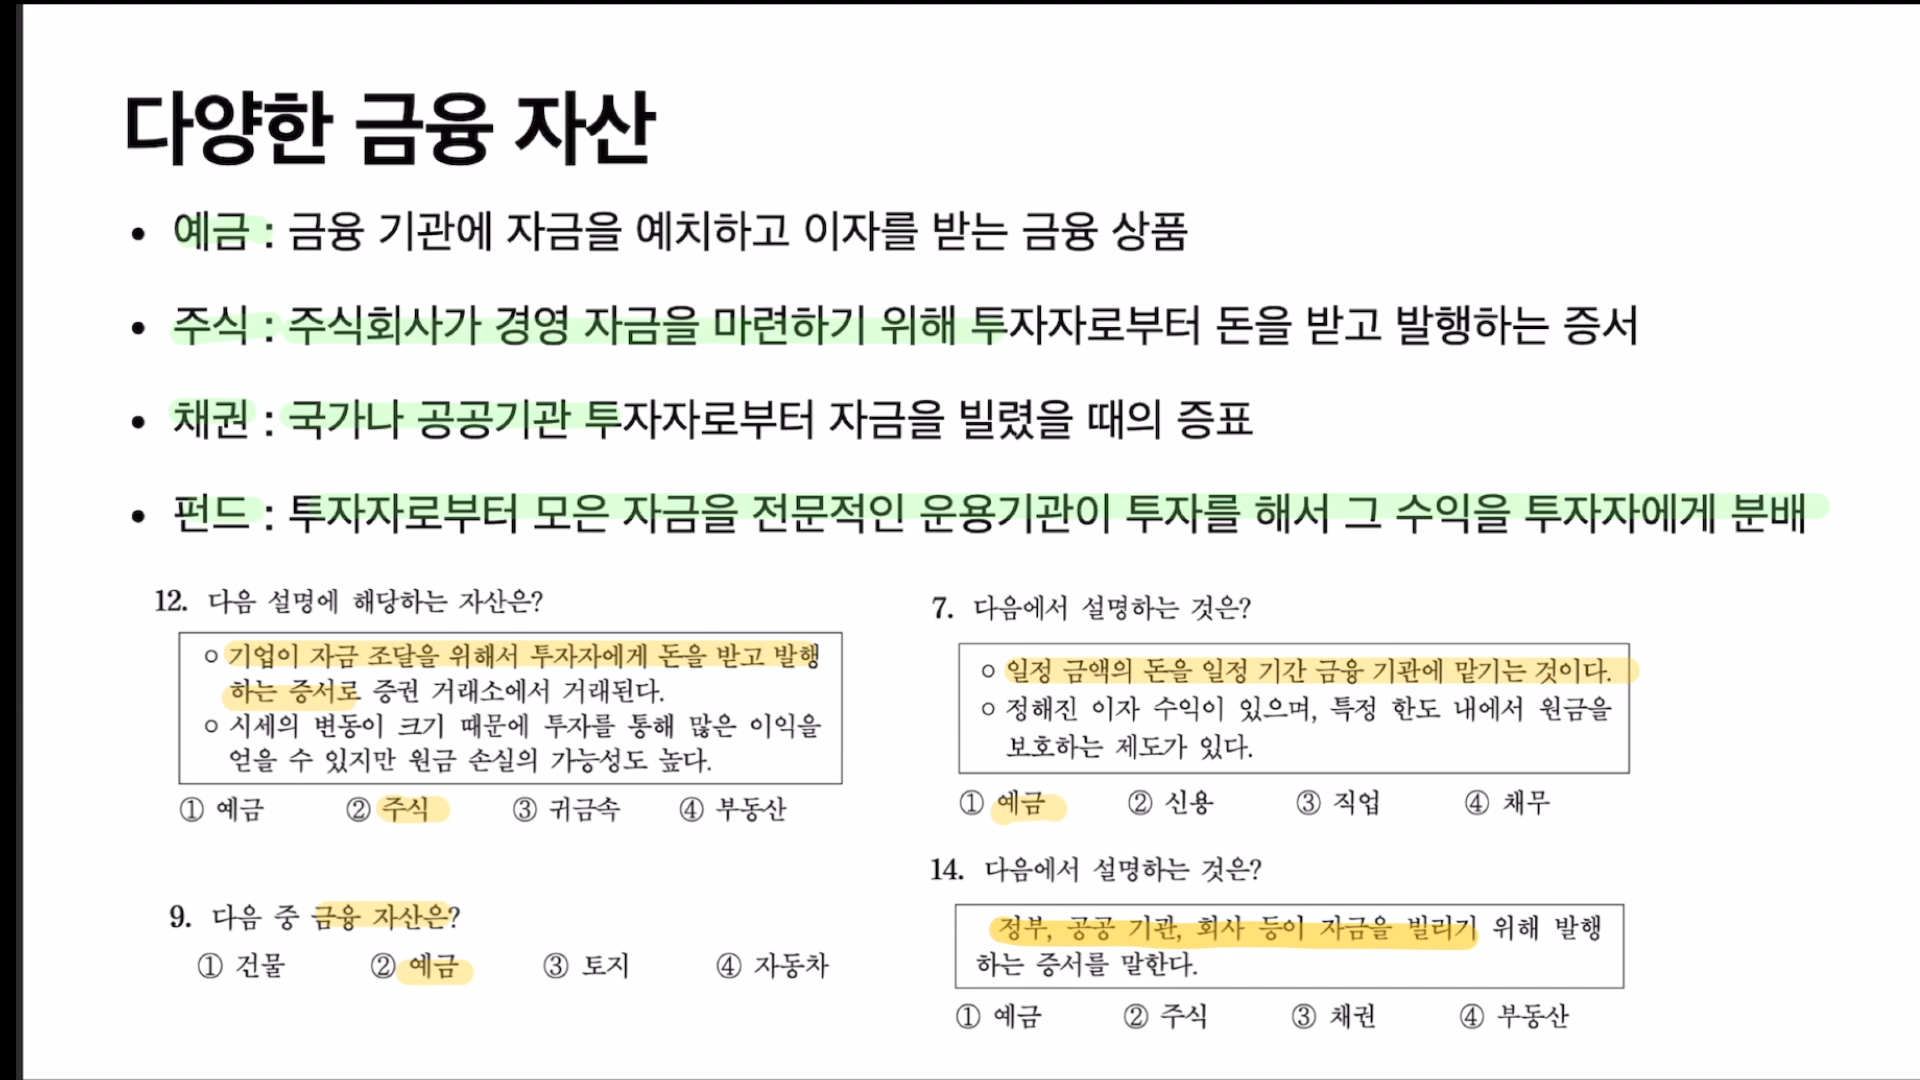 다양한 금융 자산
• 예금 : 금융 기관에 자금을 예치하고 이자를 받는 금융 상품
• 주식 : 주식회사가 경영 자금을 마련하기 위해 투자자로부터 돈을 받고 발행하는 증서
• 채권 : 국가나 공공기관 투자자로부터 자금을 빌렸을 때의 증표
• 펀드 : 투자자로부터 모은 자금을 전문적인 운용기관이 투자를 해서 그 수익을 투자자에게 분배
12. 다음 설명에 해당하는 자산은?
○ 기업이 자금 조달을 위해서 투자자에게 돈을 받고 발행
하는 증서로 증권 거래소에서 거래된다.
○ 시세의 변동이 크기 때문에 투자를 통해 많은 이익을
얻을 수 있지만 원금 손실의 가능성도 높다.
① 예금 ② 주식 ③ 귀금속 ④ 부동산
9. 다음 중 금융 자산은?
① 건물 ② 예금 ③ 토지 ④ 자동차
7. 다음에서 설명하는 것은?
○ 일정 금액의 돈을 일정 기간 금융 기관에 맡기는 것이다.
○ 정해진 이자 수익이 있으며, 특정 한도 내에서 원금을
보호하는 제도가 있다.
① 예금 ② 신용 ③ 직업 ④ 채무
14. 다음에서 설명하는 것은?
정부, 공공 기관, 회사 등이 자금을 빌리기 위해 발행
하는 증서를 말한다.
① 예금 ② 주식 ③ 채권 ④ 부동산